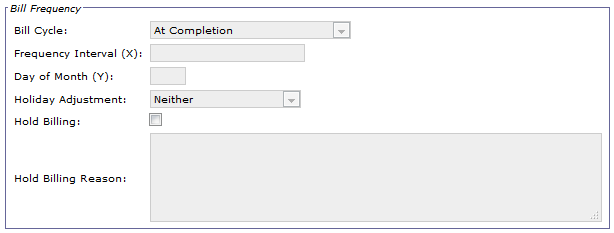 Bill Frequency
Bill Cycle: At Completion
Frequency Interval (X):
Day of Month (Y):
Holiday Adjustment: Neither
Hold Billing:
Hold Billing Reason: